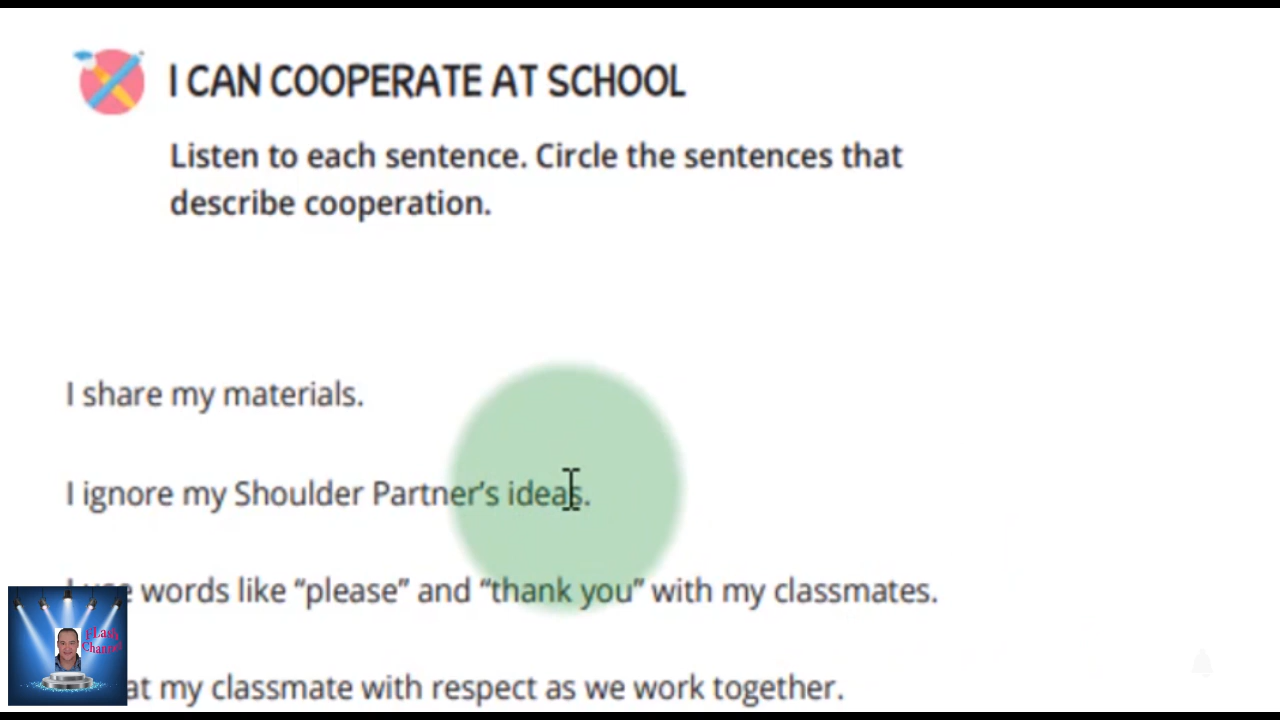 I CAN COOPERATE AT SCHOOL
Listen to each sentence. Circle the sentences that
describe cooperation.
I share my materials.
I ignore my Shoulder Partner's ideas.
words like “please” and “thank you” with my classmates.
my classmate with respect as we work together.
FLash
Channel